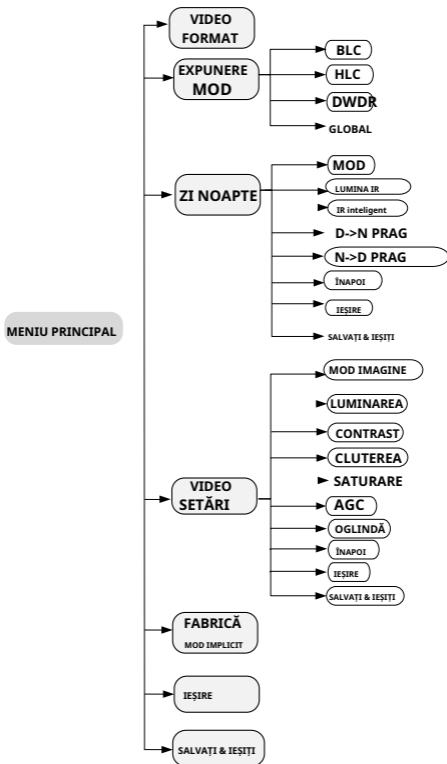 VIDEO
FORMAT
EXPUNERE
MOD
BLC
HLC
DWDR
GLOBAL
ZI NOAPTE
MOD
LUMINA IR
IR inteligent
D->N PRAG
N->D PRAG
ÎNAPOI
IEȘIRE
SALVAȚI & IEȘIȚI
MENIU PRINCIPAL
VIDEO
SETĂRI
MOD IMAGINE
LUMINAREA
CONTRAST
CLUTEREA
SATURARE
AGC
OGLINDĂ
ÎNAPOI
IEȘIRE
SALVAȚI & IEȘIȚI
FABRICĂ
MOD IMPLICIT
IEȘIRE
SALVAȚI & IEȘIȚI